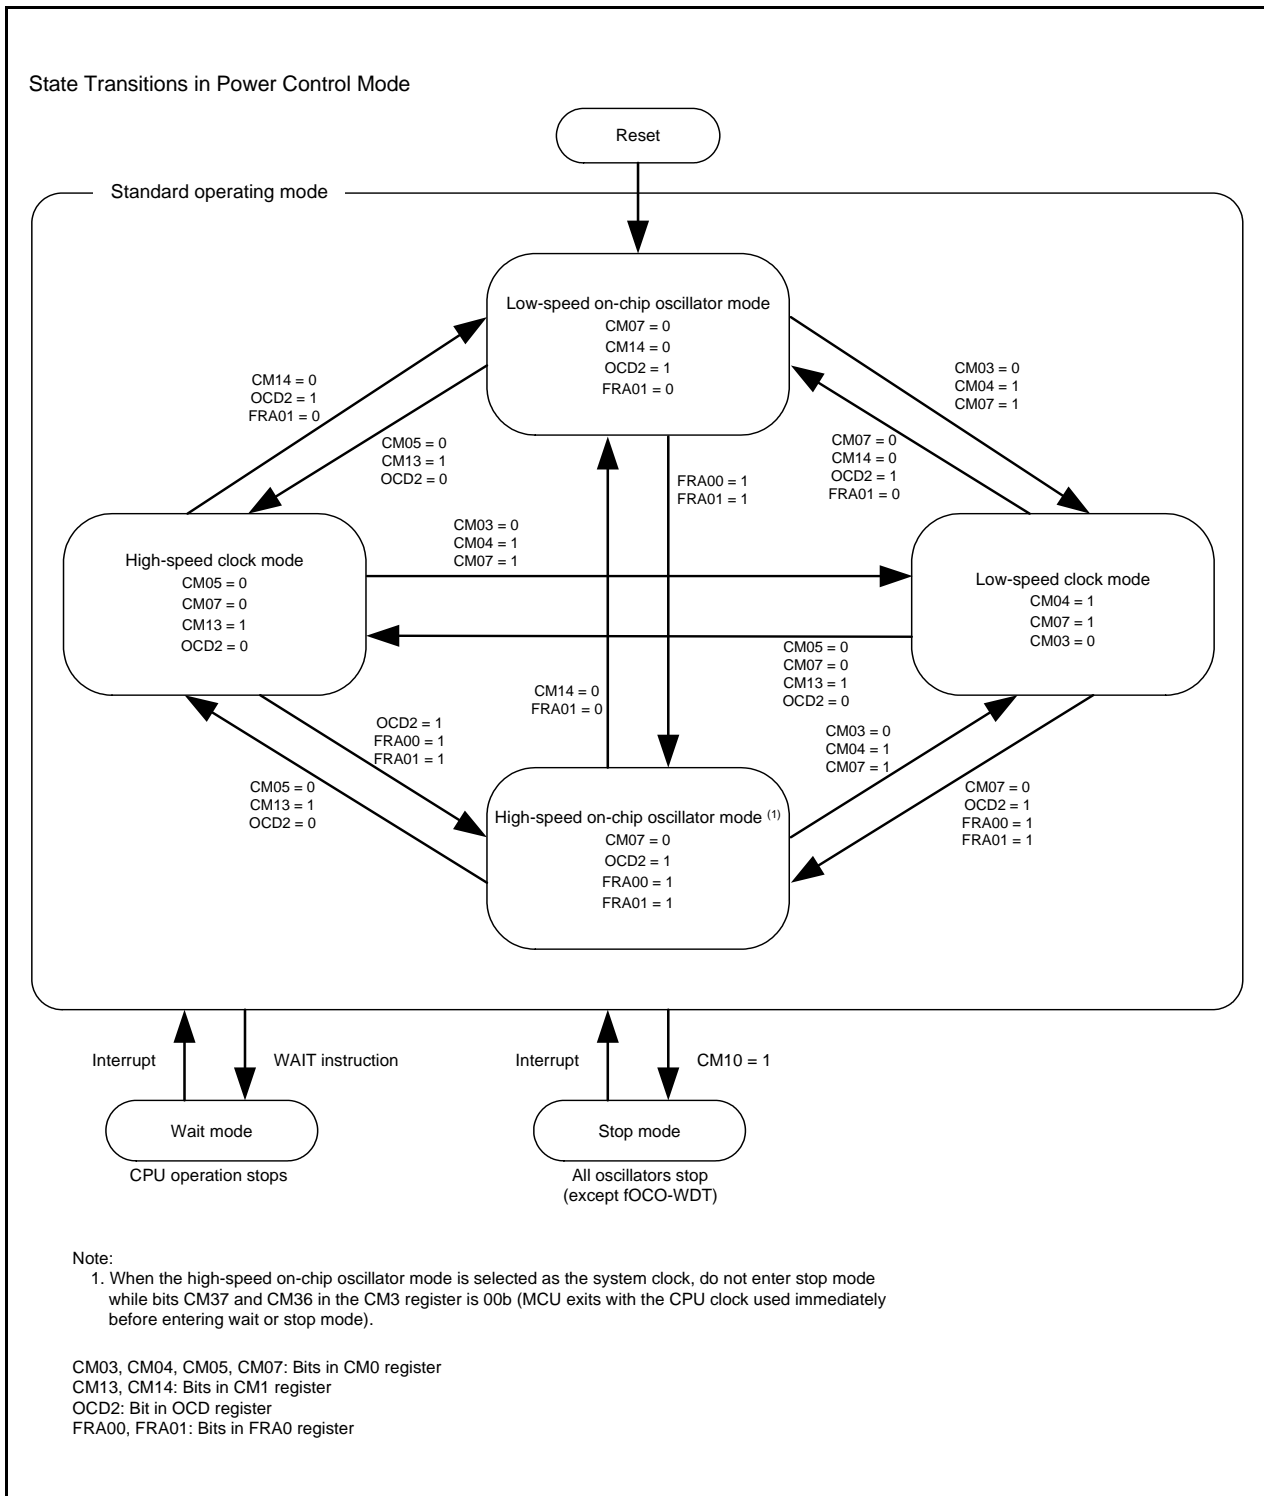 State Transitions in Power Control Mode
Reset
Standard operating mode
Low-speed on-chip oscillator mode
CM07 = 0
CM14 = 0
OCD2 = 1
FRA01 = 0
CM14 = 0
OCD2 = 1
FRA01 = 0
CM05 = 0
CM13 = 1
OCD2 = 0
CM03 = 0
CM04 = 1
CM07 = 1
CM07 = 0
CM14 = 0
OCD2 = 1
FRA01 = 0
FRA00 = 1
FRA01 = 1
High-speed clock mode
CM05 = 0
CM07 = 0
CM13 = 1
OCD2 = 0
CM03 = 0
CM04 = 1
CM07 = 1
Low-speed clock mode
CM04 = 1
CM07 = 1
CM03 = 0
CM05 = 0
CM07 = 0
CM13 = 1
OCD2 = 0
CM14 = 0
FRA01 = 0
OCD2 = 1
FRA00 = 1
FRA01 = 1
CM03 = 0
CM04 = 1
CM07 = 1
CM05 = 0
CM13 = 1
OCD2 = 0
CM07 = 0
OCD2 = 1
FRA00 = 1
FRA01 = 1
High-speed on-chip oscillator mode (1)
CM07 = 0
OCD2 = 1
FRA00 = 1
FRA01 = 1
Interrupt
WAIT instruction
Interrupt
CM10 = 1
Wait mode
CPU operation stops
Stop mode
All oscillators stop
(except fOCO-WDT)
Note:
1. When the high-speed on-chip oscillator mode is selected as the system clock, do not enter stop mode
while bits CM37 and CM36 in the CM3 register is 00b (MCU exits with the CPU clock used immediately
before entering wait or stop mode).
CM03, CM04, CM05, CM07: Bits in CM0 register
CM13, CM14: Bits in CM1 register
OCD2: Bit in OCD register
FRA00, FRA01: Bits in FRA0 register